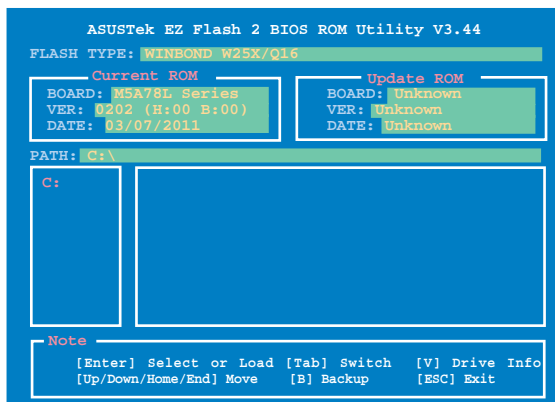 ASUSTek EZ Flash 2 BIOS ROM Utility V3.44
FLASH TYPE: WINBOND W25X/Q16
Current ROM
BOARD: M5A78L Series
VER: 0202 (H:00 B:00)
DATE: 03/07/2011
Update ROM
BOARD: Unknown
VER: Unknown
DATE: Unknown
PATH: C:\
C:
Note
[Enter] Select or Load [Tab] Switch [V] Drive Info
[Up/Down/Home/End] Move [B] Backup [ESC] Exit